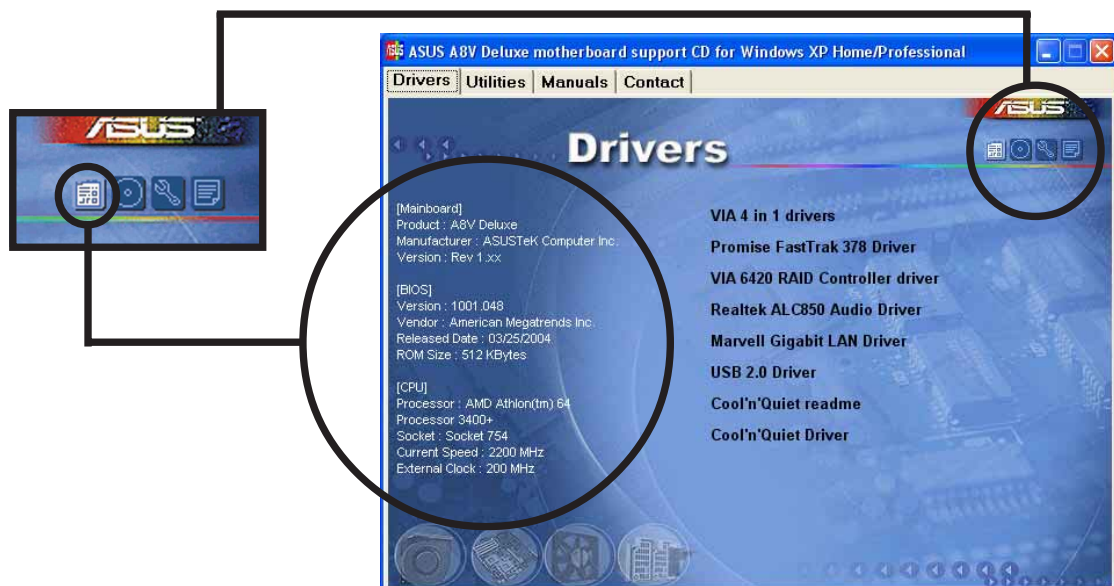 ASUS
ASUS A8V Deluxe motherboard support CD for Windows XP Home/Professional
Drivers Utilities Manuals Contact
ASUS
Drivers
[Mainboard]
Product : A8V Deluxe
Manufacturer : ASUSTeK Computer Inc.
Version : Rev 1.xx
[BIOS]
Version : 1001.048
Vendor : American Megatrends Inc.
Released Date : 03/25/2004
ROM Size : 512 KBytes
[CPU]
Processor : AMD Athlon(tm) 64
Processor 3400+
Socket : Socket 754
Current Speed : 2200 MHz
External Clock : 200 MHz
VIA 4 in 1 drivers
Promise FastTrak 378 Driver
VIA 6420 RAID Controller driver
Realtek ALC850 Audio Driver
Marvell Gigabit LAN Driver
USB 2.0 Driver
Cool'n'Quiet readme
Cool'n'Quiet Driver